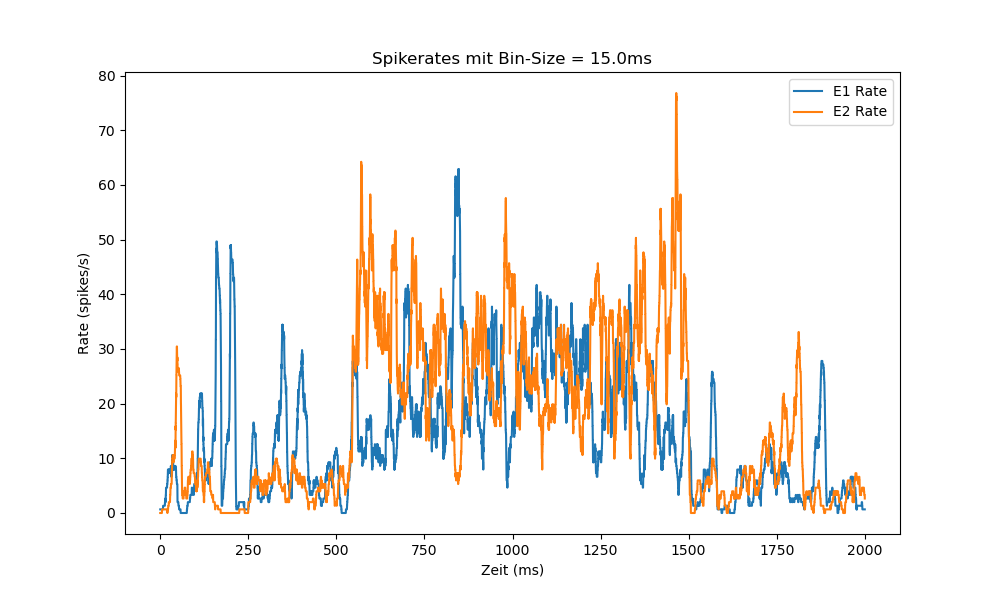 Spikerates mit Bin-Size = 15.0ms
80
70
60
50
40
30
20
10
0
Rate (spikes/s)
E1 Rate
E2 Rate
0 250 500 750 1000 1250 1500 1750 2000
Zeit (ms)